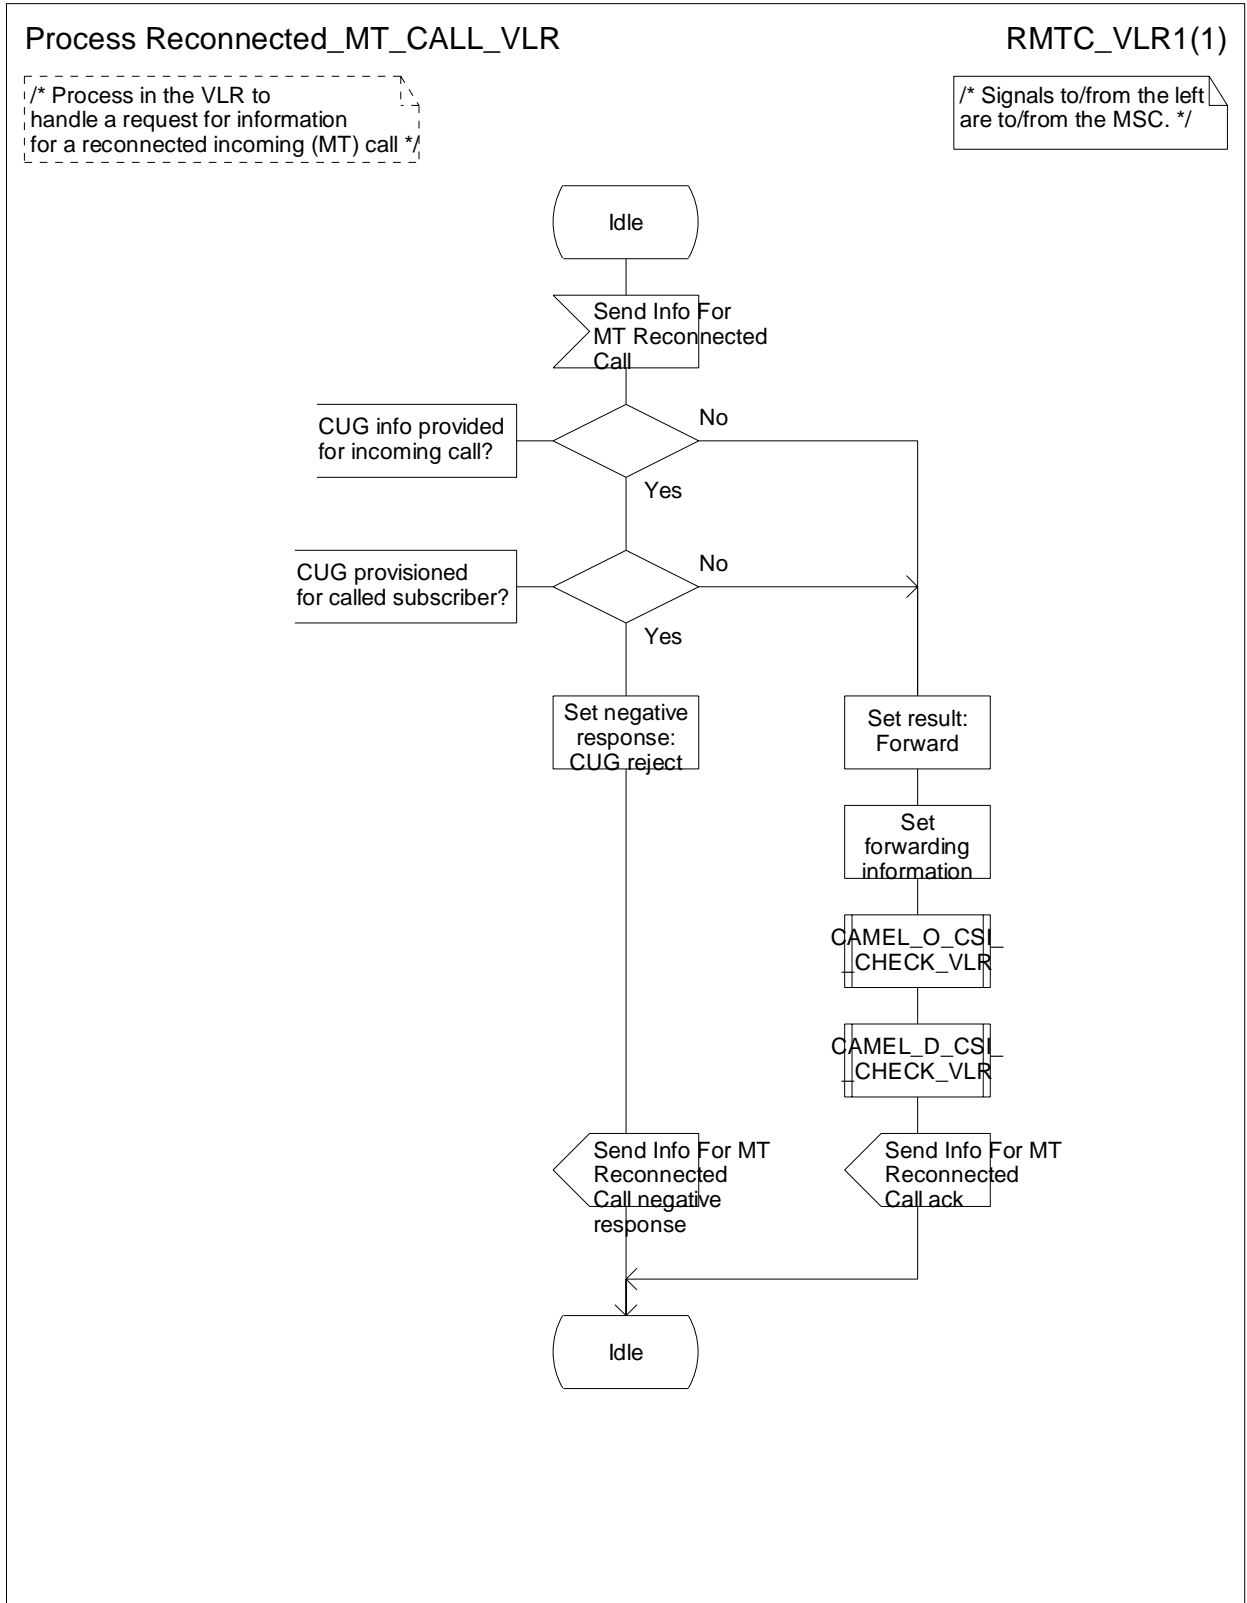 Process Reconnected_MT_CALL_VLR
RMTC_VLR1(1)
/* Process in the VLR to
handle a request for information
for a reconnected incoming (MT) call */
/* Signals to/from the left
are to/from the MSC. */
Idle
Send Info For
MT Reconnected
Call
CUG info provided
for incoming call?
No
Yes
CUG provisioned
for called subscriber?
No
Yes
Set negative
response:
CUG reject
Set result:
Forward
Set
forwarding
information
CAMEL_O_CSI_
_CHECK_VLR
CAMEL_D_CSI_
_CHECK_VLR
Send Info For MT
Reconnected
Call negative
response
Send Info For MT
Reconnected
Call ack
Idle